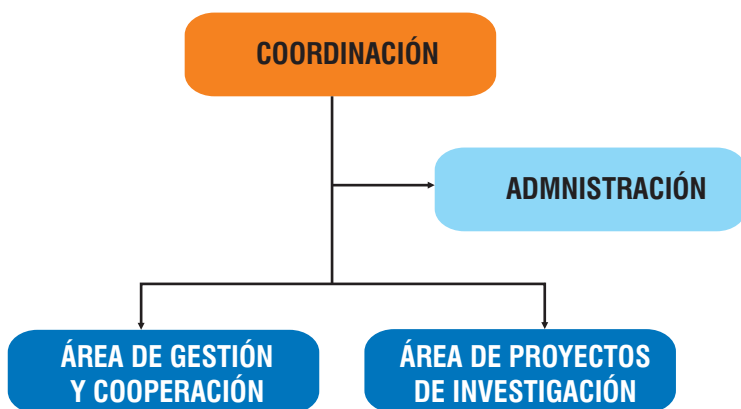 COORDINACIÓN
ADMNISTRACIÓN
ÁREA DE GESTIÓN
Y COOPERACIÓN
ÁREA DE PROYECTOS
DE INVESTIGACIÓN